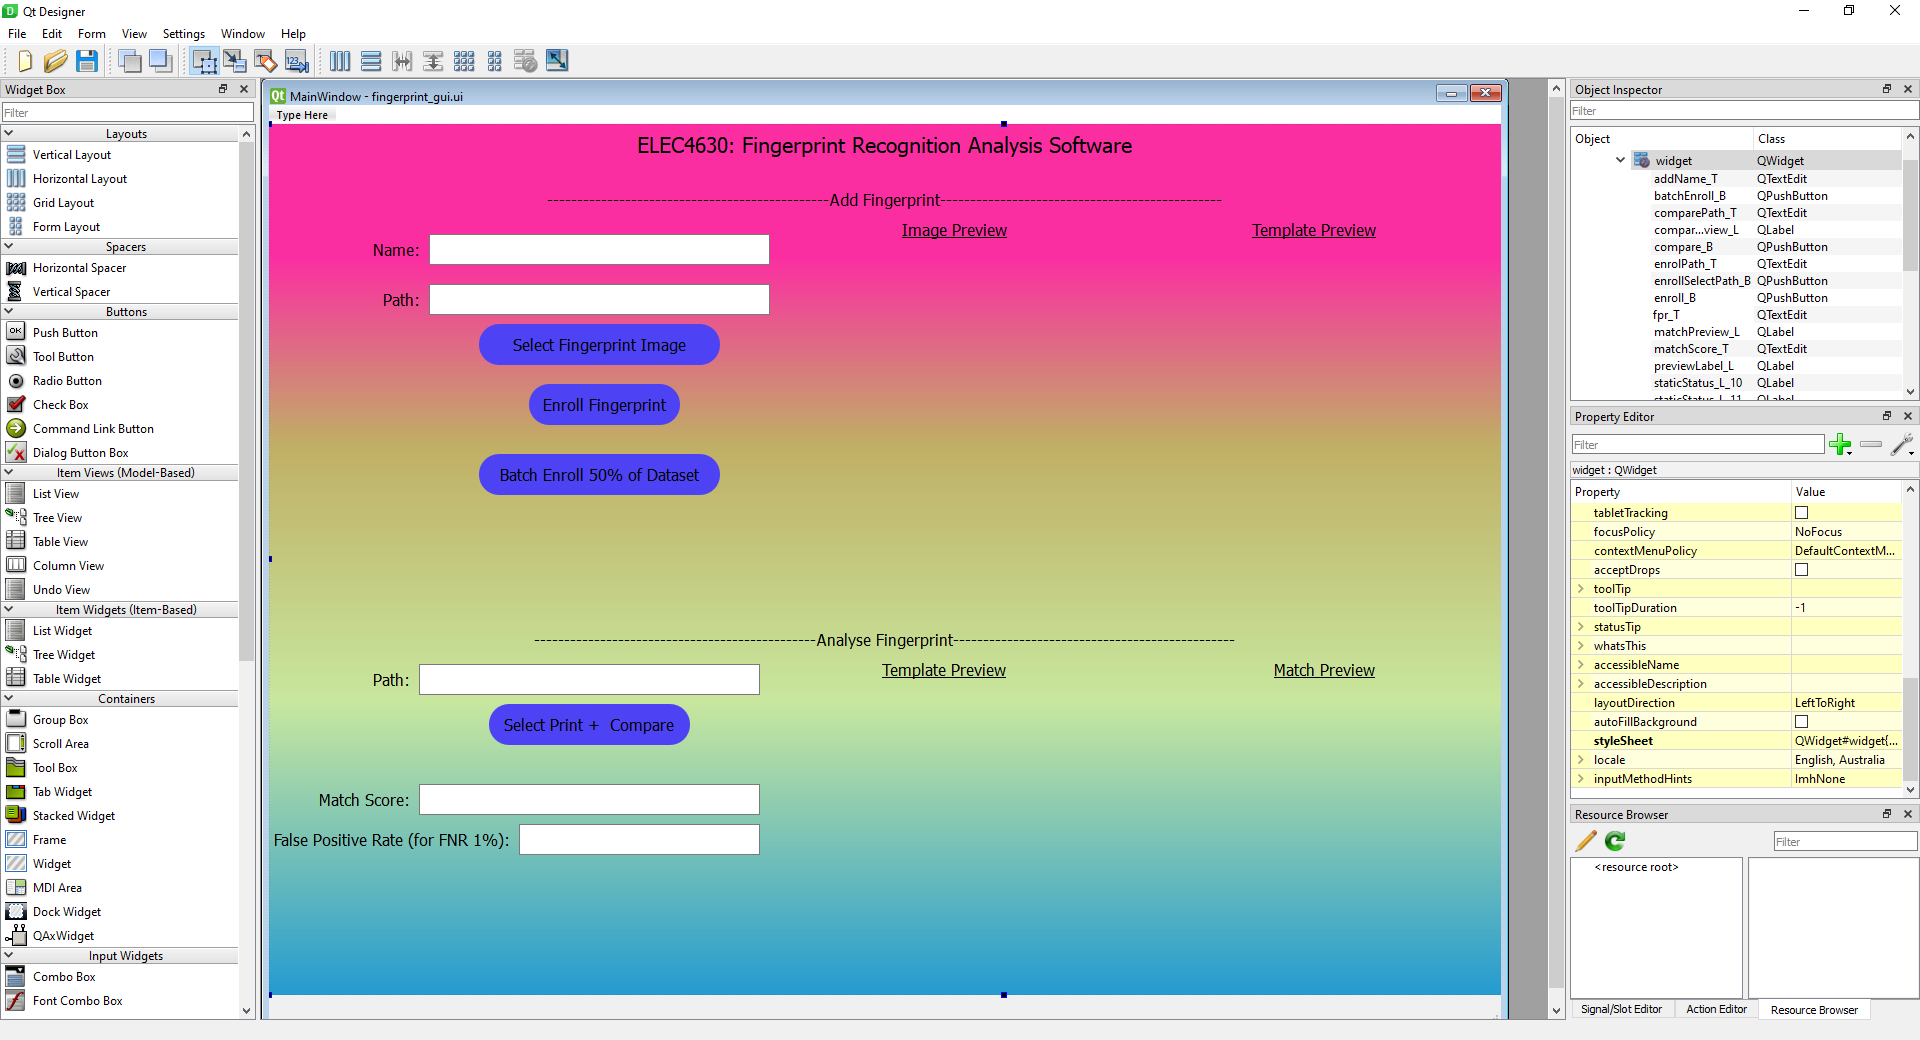 Qt Designer
File Edit Form View Settings Window Help
Widget Box
Filter
Layouts
Vertical Layout
Horizontal Layout
Grid Layout
Form Layout
Spacers
Horizontal Spacer
Vertical Spacer
Buttons
OK Push Button
Tool Button
Radio Button
Check Box
Command Link Button
Dialog Button Box
Item Views (Model-Based)
List View
Tree View
Table View
Column View
Undo View
Item Widgets (Item-Based)
List Widget
Tree Widget
Table Widget
Containers
Group Box
Scroll Area
Tool Box
Tab Widget
Stacked Widget
Frame
Widget
MDI Area
Dock Widget
QAxWidget
Input Widgets
Combo Box
Font Combo Box
Qt MainWindow - fingerprint_gui.ui
Type Here
ELEC4630: Fingerprint Recognition Analysis Software
-----------------------------------------------Add Fingerprint-----------------------------------------------
Image Preview Template Preview
Name:
Path:
Select Fingerprint Image
Enroll Fingerprint
Batch Enroll 50% of Dataset
-----------------------------------------------Analyse Fingerprint-----------------------------------------------
Template Preview Match Preview
Path:
Select Print + Compare
Match Score:
False Positive Rate (for FNR 1%):
Object Inspector
Filter
Object Class
widget QWidget
addName_T QTextEdit
batchEnroll_B QPushButton
comparePath_T QTextEdit
compar...view_L QLabel
compare_B QPushButton
enrolPath_T QTextEdit
enrollSelectPath_B QPushButton
enroll_B QPushButton
fpr_T QTextEdit
matchPreview_L QLabel
matchScore_T QTextEdit
previewLabel_L QLabel
staticStatus_L_10 QLabel
staticStatus_L_11 QLabel
Property Editor
Filter
widget : QWidget
Property Value
tabletTracking
focusPolicy NoFocus
contextMenuPolicy DefaultContextM...
acceptDrops
toolTip
toolTipDuration -1
statusTip
whatsThis
accessibleName
accessibleDescription
layoutDirection LeftToRight
autoFillBackground
styleSheet QWidget#widget{...
locale English, Australia
inputMethodHints ImhNone
Resource Browser
Filter
<resource root>
Signal/Slot Editor Action Editor Resource Browser